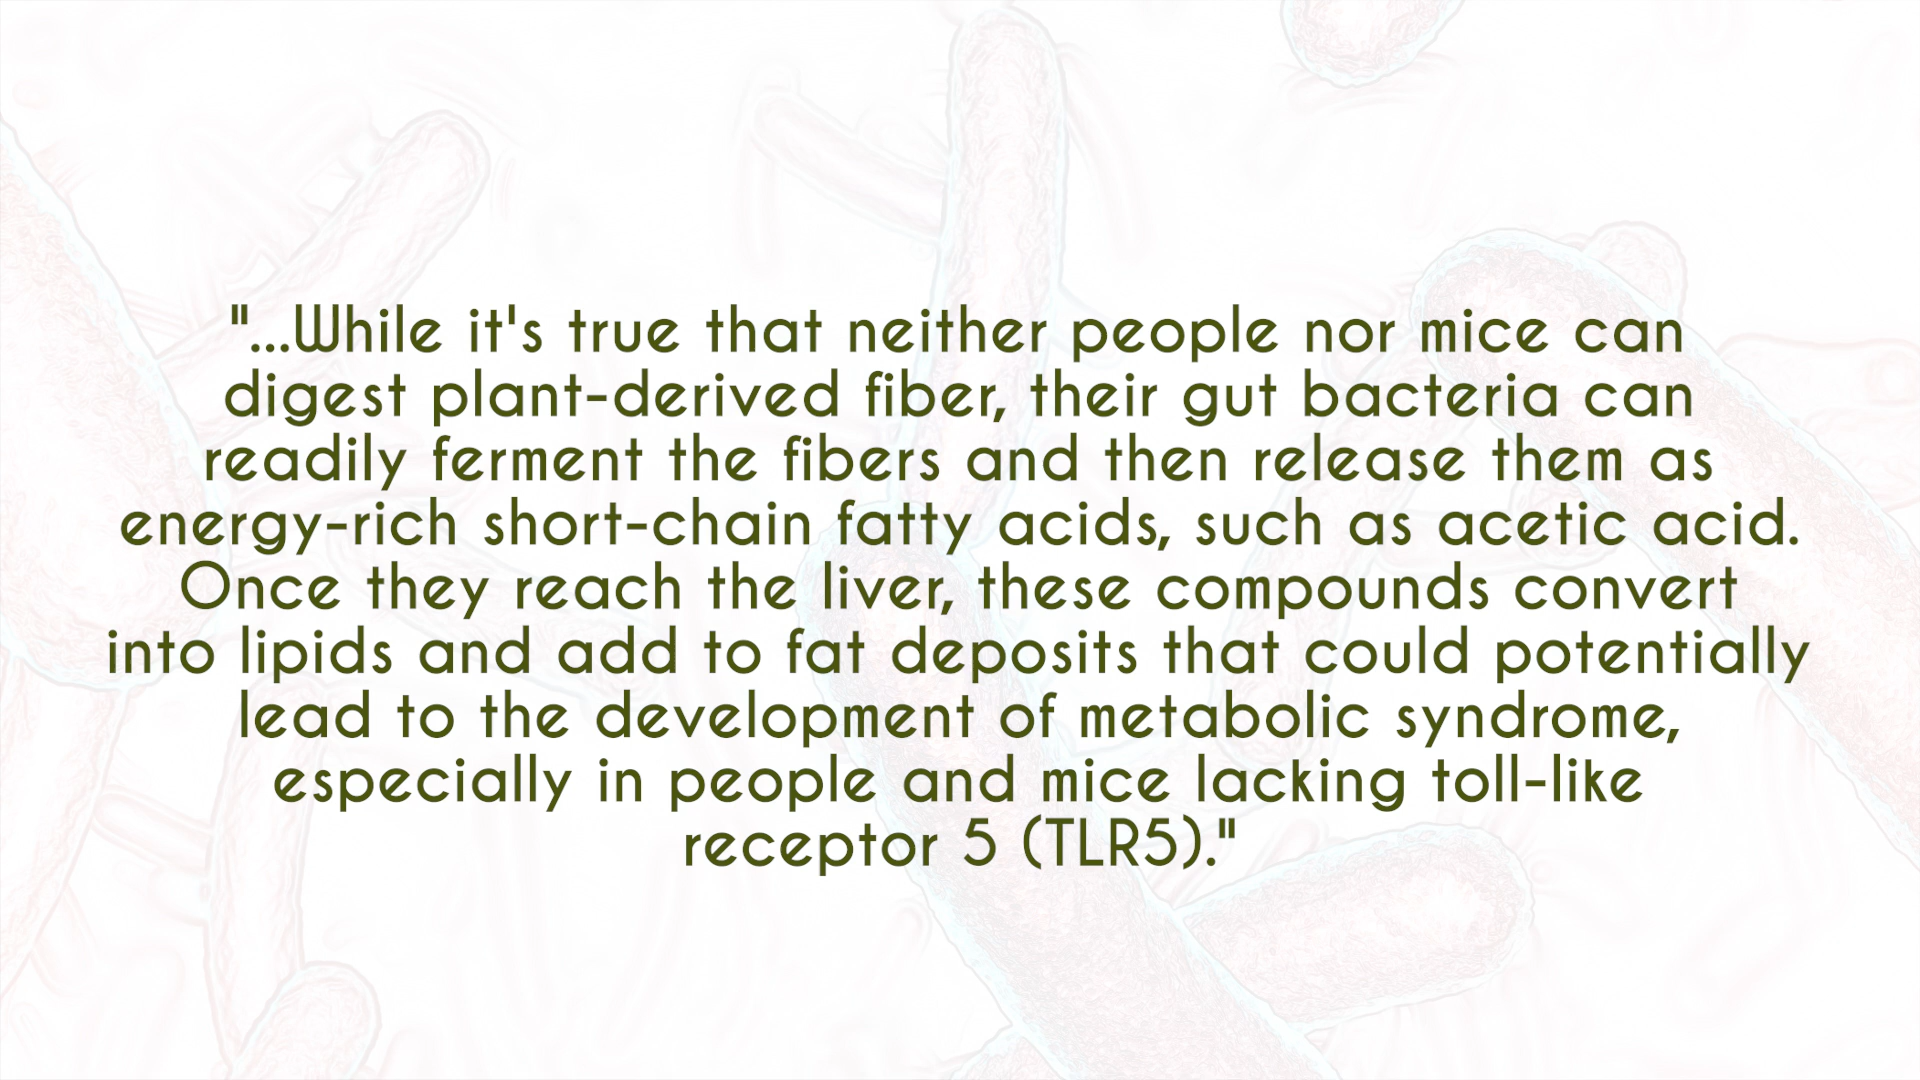 "...While it's true that neither people nor mice can
digest plant-derived fiber, their gut bacteria can
readily ferment the fibers and then release them as
energy-rich short-chain fatty acids, such as acetic acid.
Once they reach the liver, these compounds convert
into lipids and add to fat deposits that could potentially
lead to the development of metabolic syndrome,
especially in people and mice lacking toll-like
receptor 5 (TLR5)."